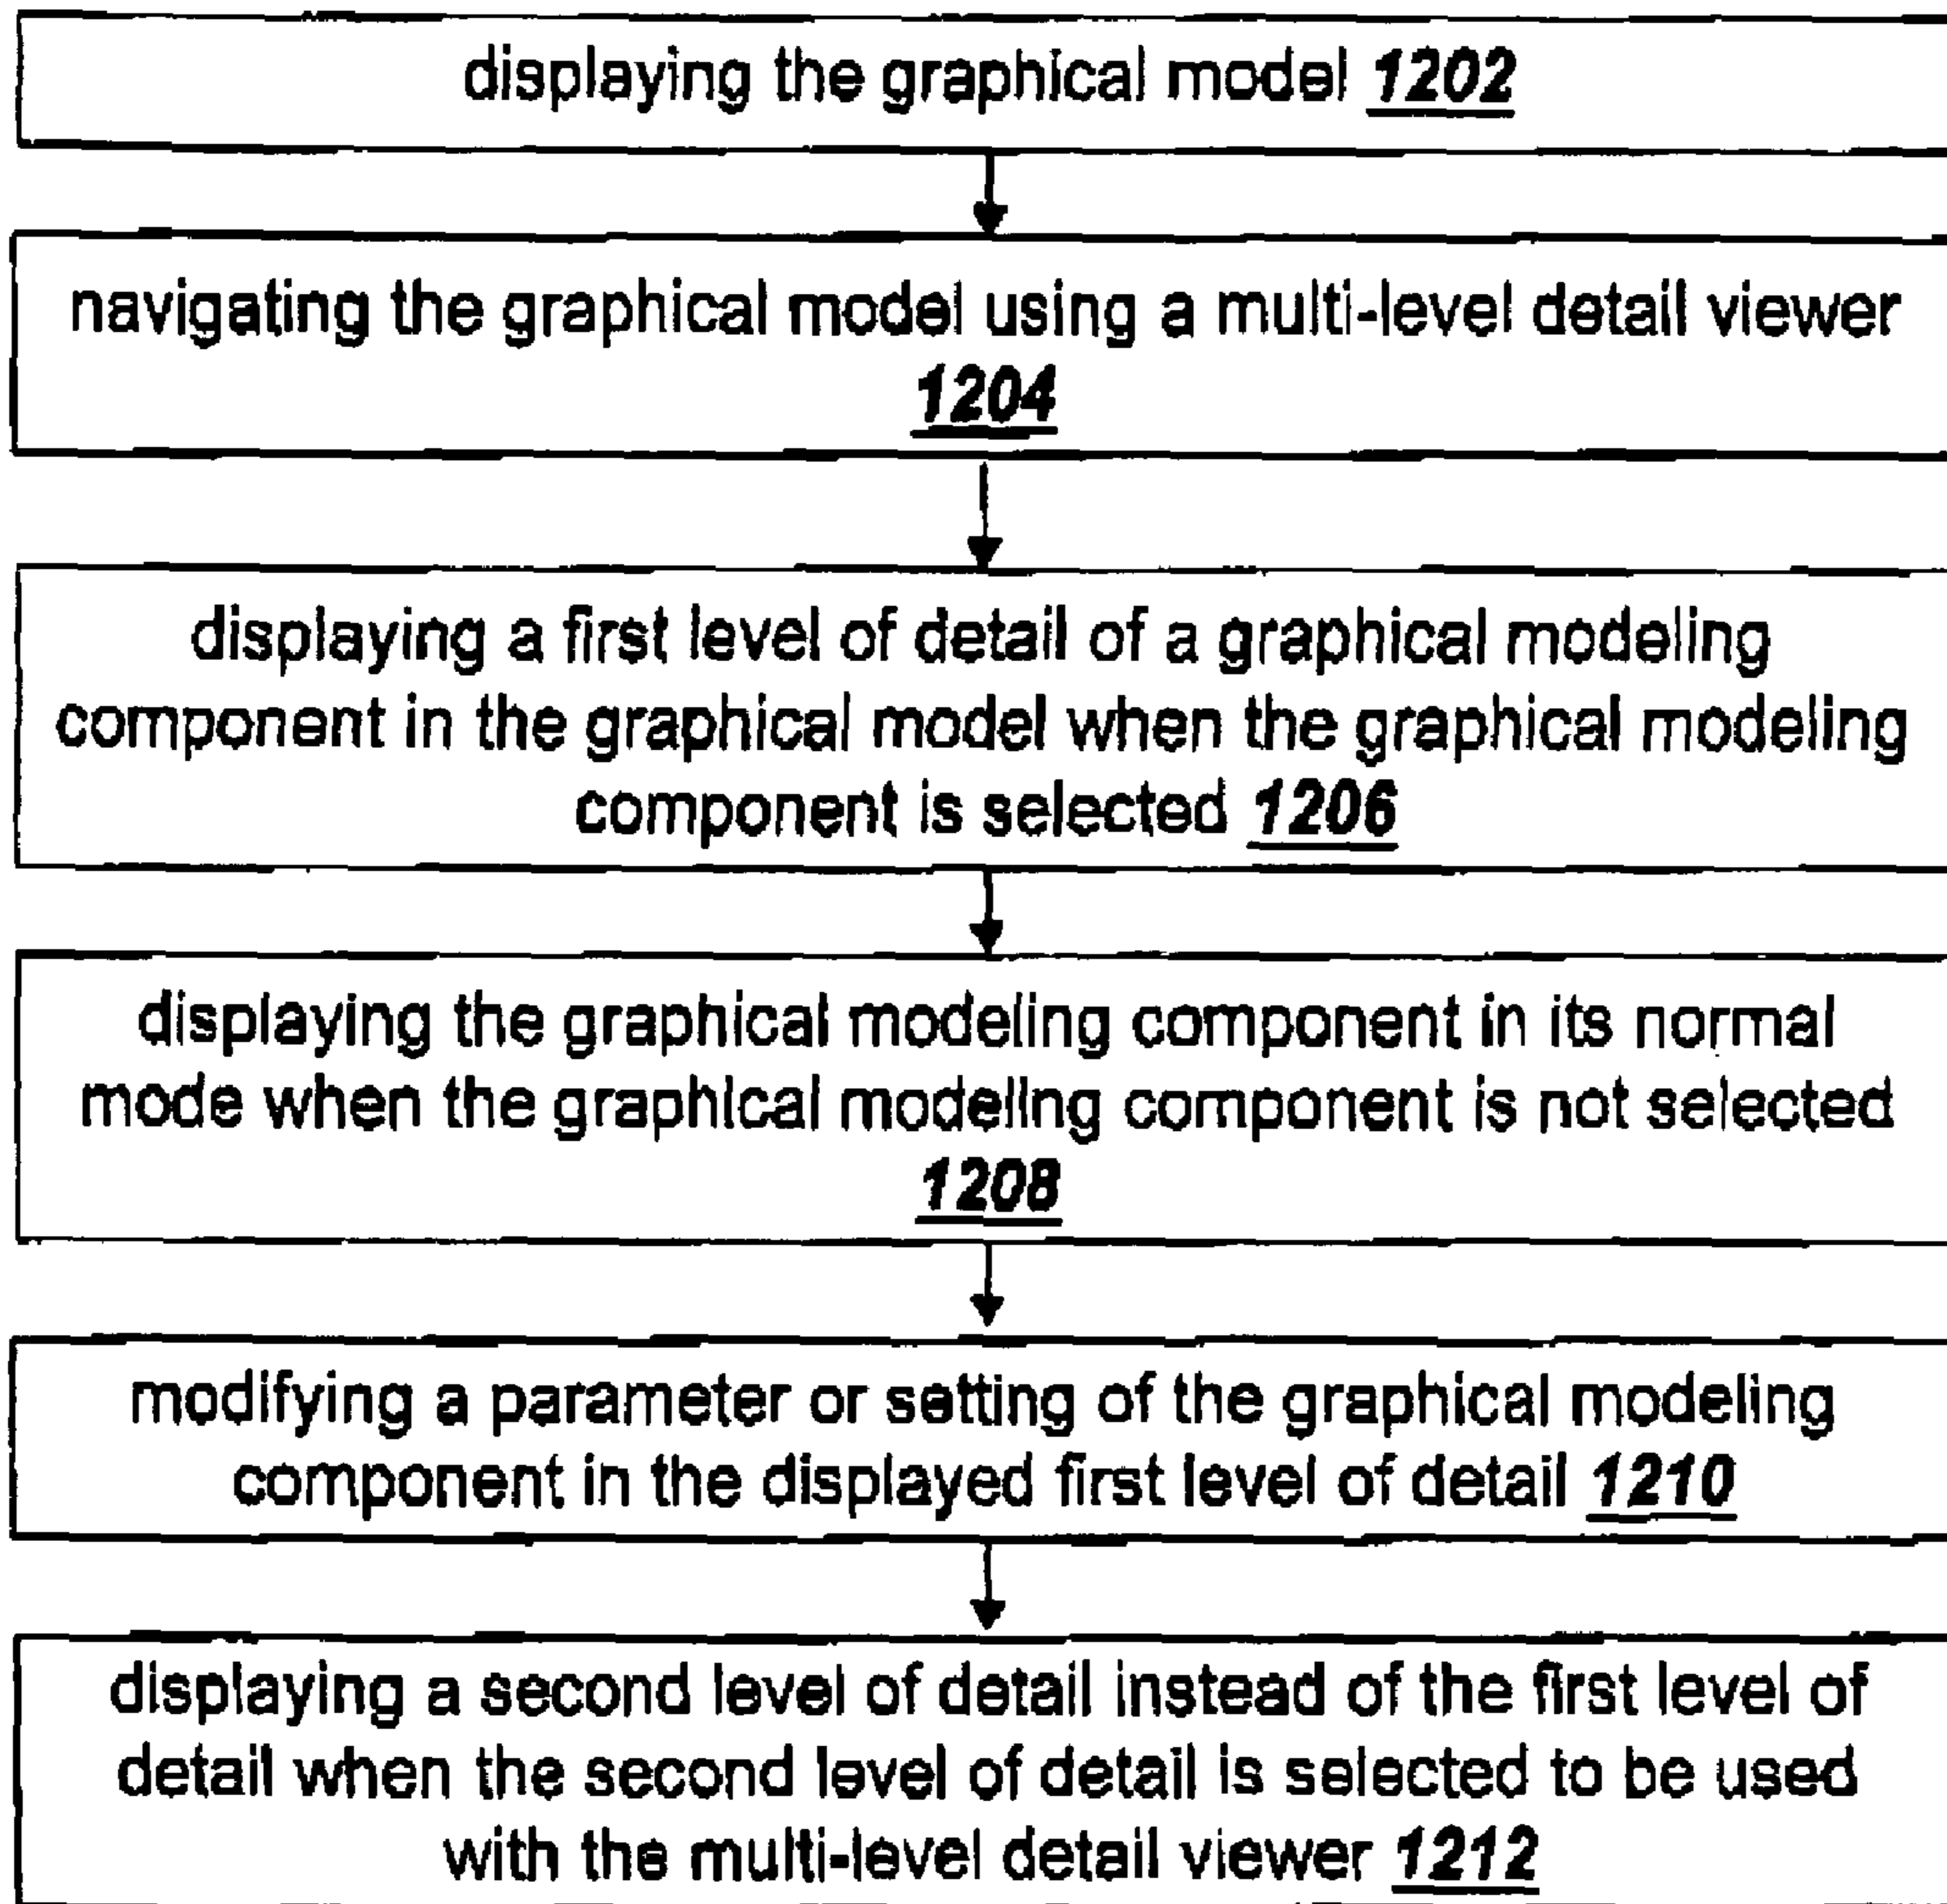 displaying the graphical model 1202
navigating the graphical model using a multi-level detail viewer
1204
displaying a first level of detail of a graphical modeling
component in the graphical model when the graphical modeling
component is selected 1206
displaying the graphical modeling component in its normal
mode when the graphical modeling component is not selected
1208
modifying a parameter or setting of the graphical modeling
component in the displayed first level of detail 1210
displaying a second level of detail instead of the first level of
detail when the second level of detail is selected to be used
with the multi-level detail viewer 1212